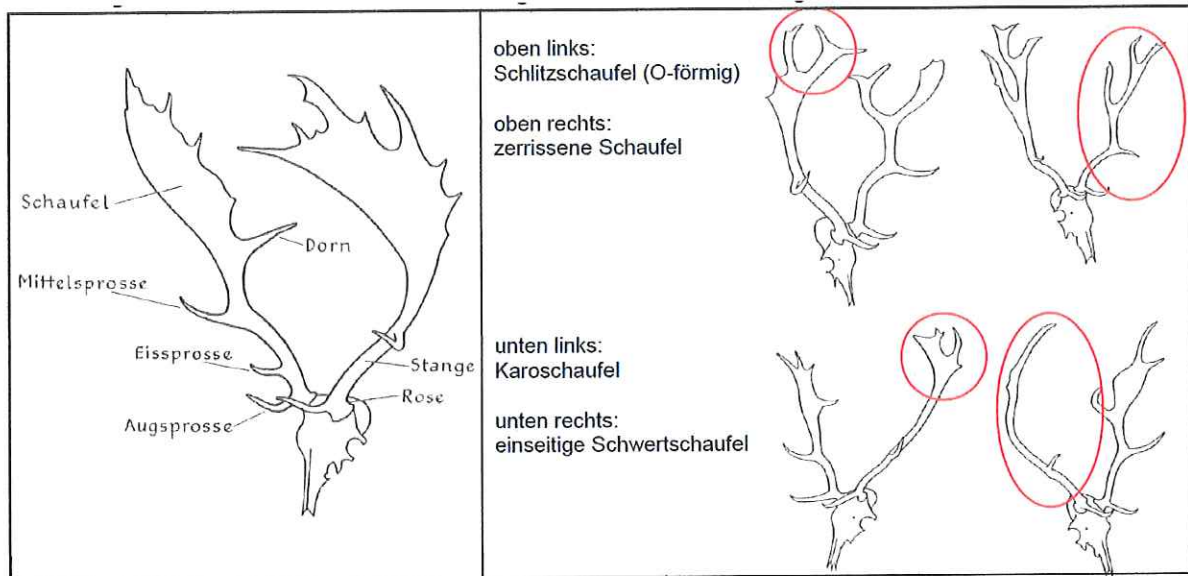 Schaufel
Dorn
Mittelsprosse
Eissprosse
Stange
Rose
Augsprosse
oben links:
Schlitzschaufel (O-förmig)
oben rechts:
zerrissene Schaufel
unten links:
Karoschaufel
unten rechts:
einseitige Schwertschaufel